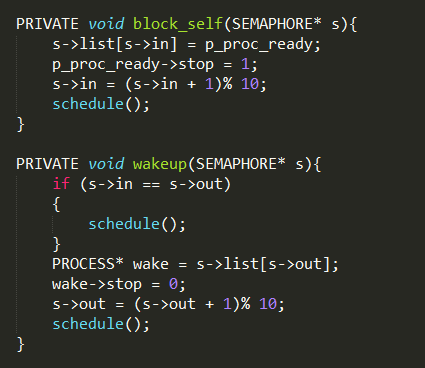 PRIVATE void block_self(SEMAPHORE* s){
    s->list[s->in] = p_proc_ready;
    p_proc_ready->stop = 1;
    s->in = (s->in + 1)% 10;
    schedule();
}

PRIVATE void wakeup(SEMAPHORE* s){
    if (s->in == s->out)
    {
        schedule();
    }
    PROCESS* wake = s->list[s->out];
    wake->stop = 0;
    s->out = (s->out + 1)% 10;
    schedule();
}